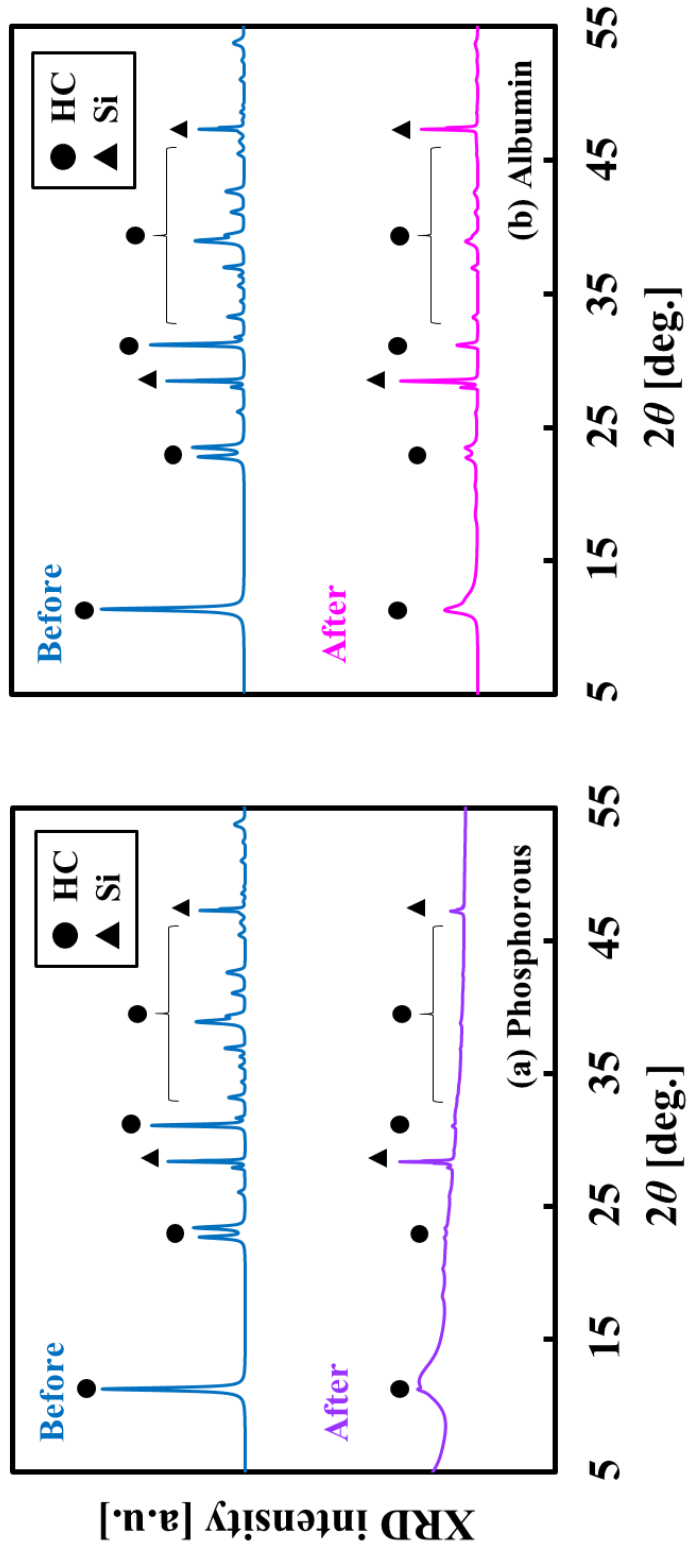 XRD intensity [a.u.]
Before
● HC
▲ Si
After
(a) Phosphorous
5 15 25 35 45 55
2θ [deg.]
Before
● HC
▲ Si
After
(b) Albumin
5 15 25 35 45 55
2θ [deg.]